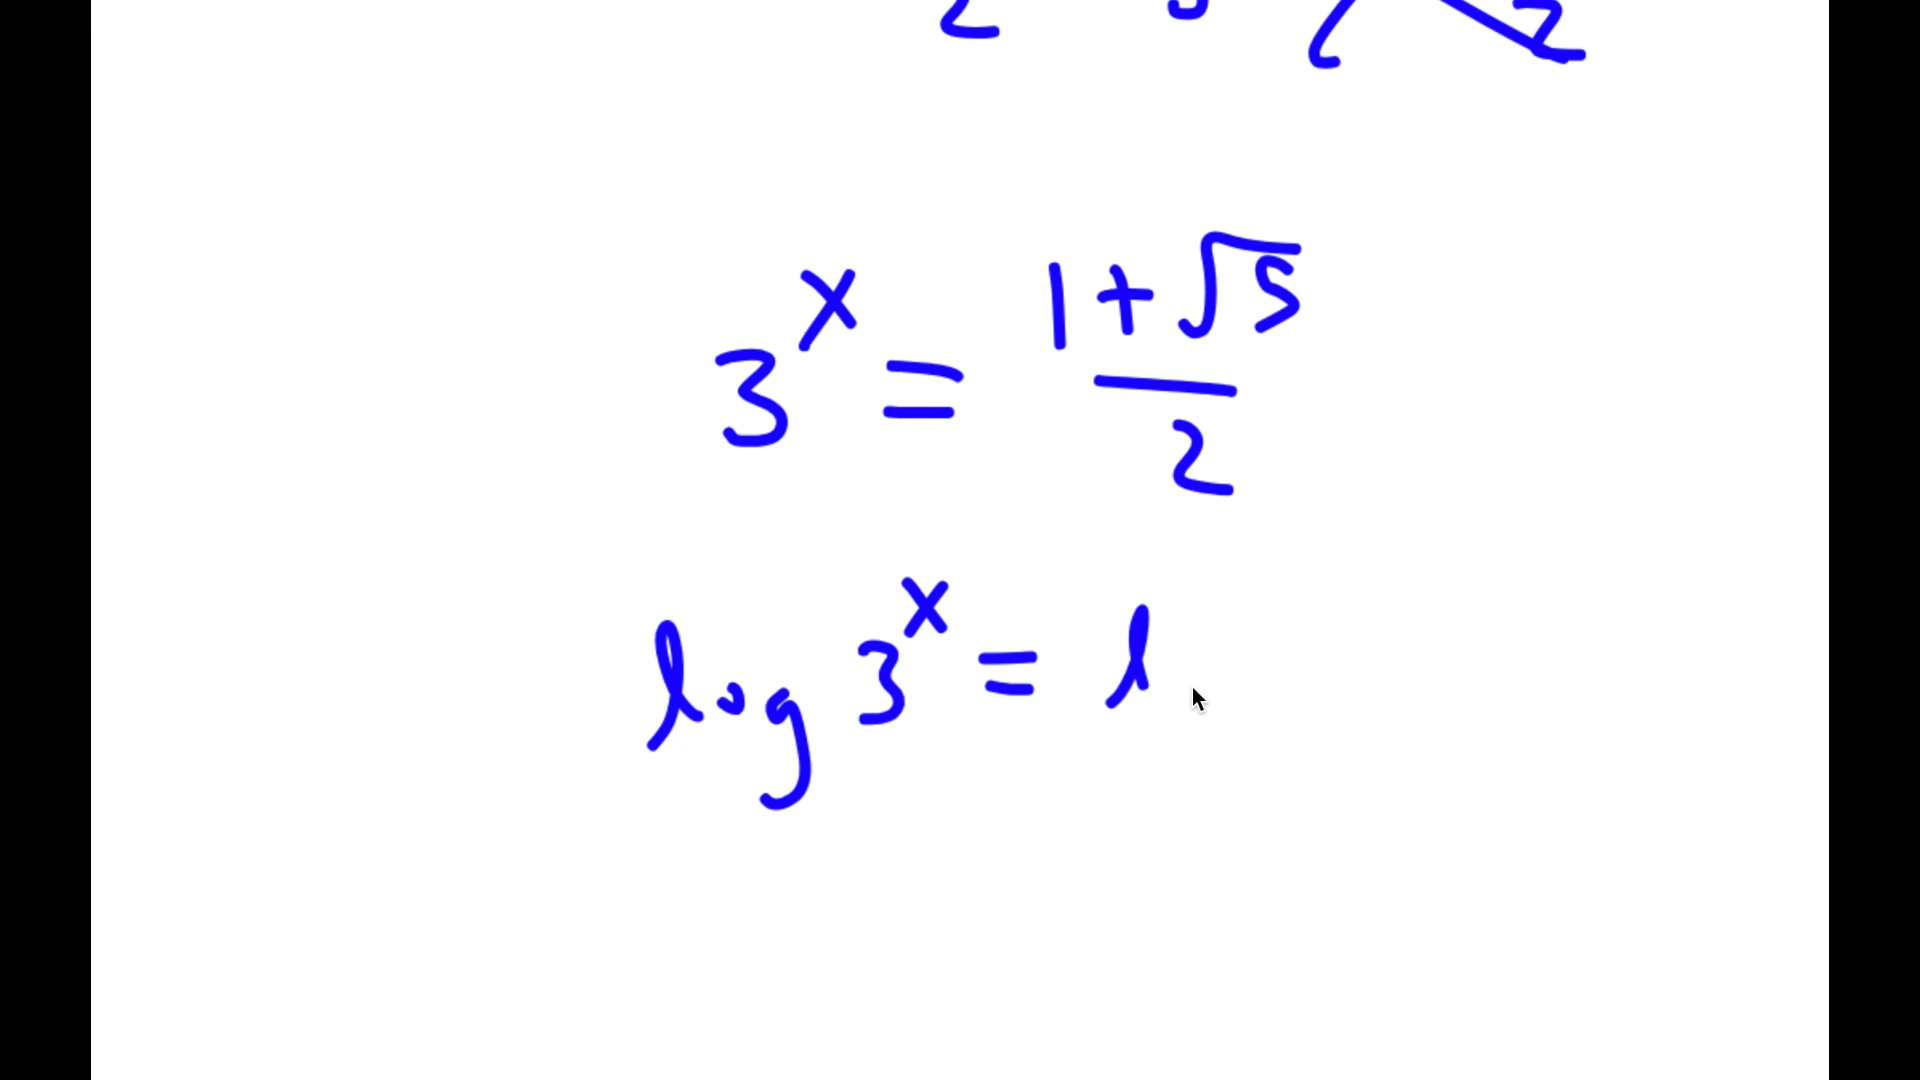 3^x = (1+√5)/2
log 3^x = l